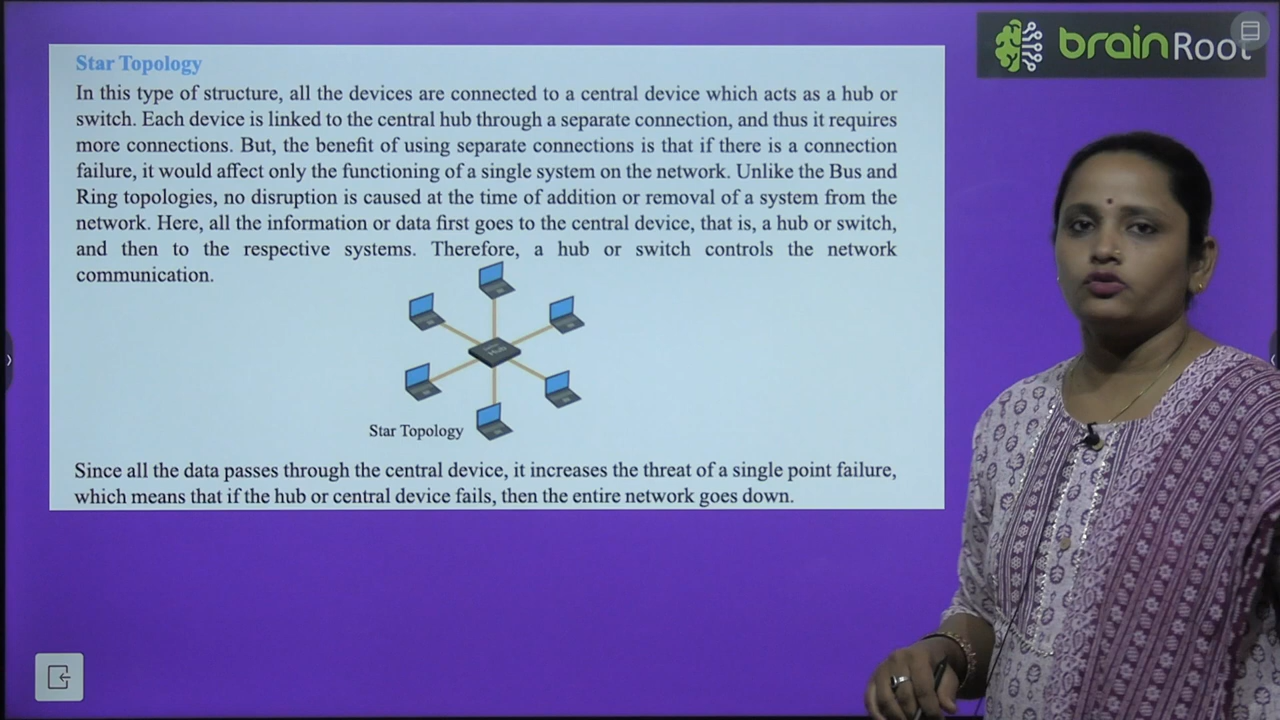 brainRoot
Star Topology
In this type of structure, all the devices are connected to a central device which acts as a hub or
switch. Each device is linked to the central hub through a separate connection, and thus it requires
more connections. But, the benefit of using separate connections is that if there is a connection
failure, it would affect only the functioning of a single system on the network. Unlike the Bus and
Ring topologies, no disruption is caused at the time of addition or removal of a system from the
network. Here, all the information or data first goes to the central device, that is, a hub or switch,
and then to the respective systems. Therefore, a hub or switch controls the network
communication.
Hub
Star Topology
Since all the data passes through the central device, it increases the threat of a single point failure,
which means that if the hub or central device fails, then the entire network goes down.